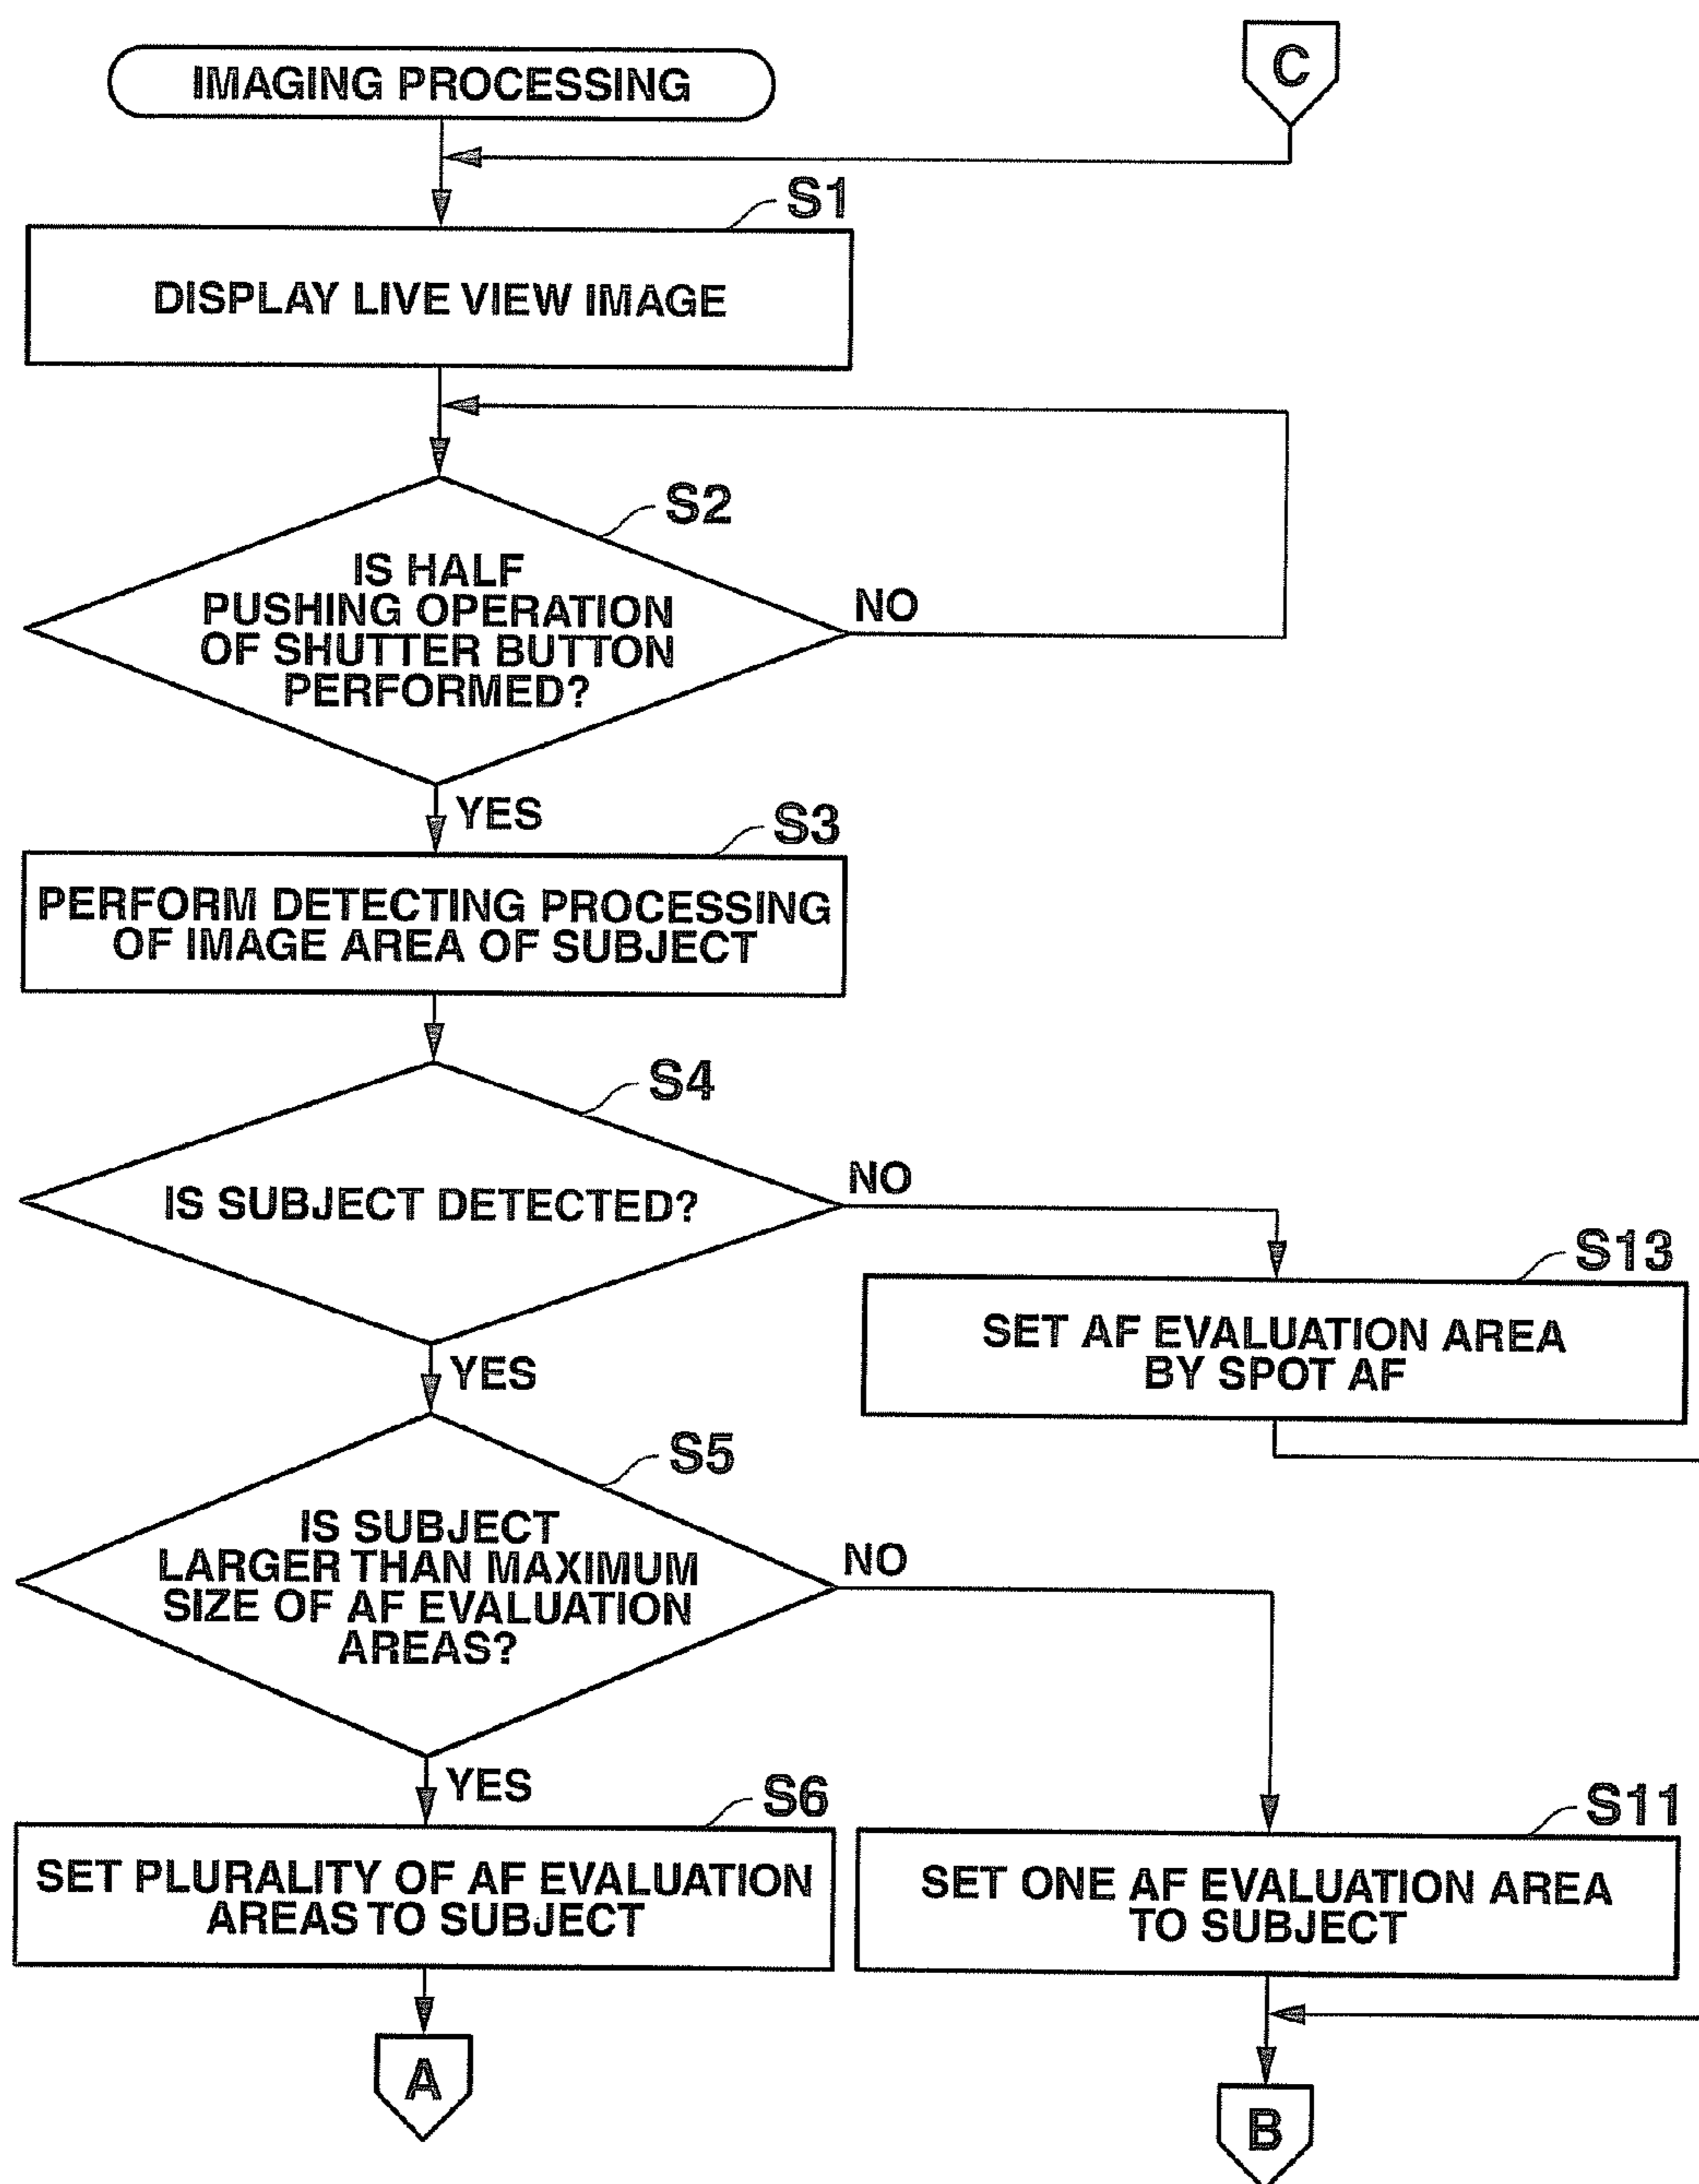 IMAGING PROCESSING
C
S1
DISPLAY LIVE VIEW IMAGE
S2
IS HALF
PUSHING OPERATION
OF SHUTTER BUTTON
PERFORMED?
NO
YES
S3
PERFORM DETECTING PROCESSING
OF IMAGE AREA OF SUBJECT
S4
IS SUBJECT DETECTED?
NO
S13
SET AF EVALUATION AREA
BY SPOT AF
YES
S5
IS SUBJECT
LARGER THAN MAXIMUM
SIZE OF AF EVALUATION
AREAS?
NO
YES
S6
SET PLURALITY OF AF EVALUATION
AREAS TO SUBJECT
S11
SET ONE AF EVALUATION AREA
TO SUBJECT
A
B